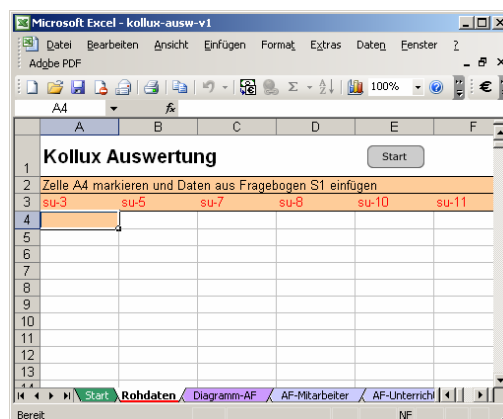 Microsoft Excel - kollux-ausw-v1
Datei Bearbeiten Ansicht Einfügen Format Extras Daten Fenster ?
Adobe PDF
100%
A4 fx
A B C D E F
1 Kollux Auswertung Start
2 Zelle A4 markieren und Daten aus Fragebogen S1 einfügen
3 su-3 su-5 su-7 su-8 su-10 su-11
4
5
6
7
8
9
10
11
12
13
Start Rohdaten Diagramm-AF AF-Mitarbeiter AF-Unterricht
Bereit NF